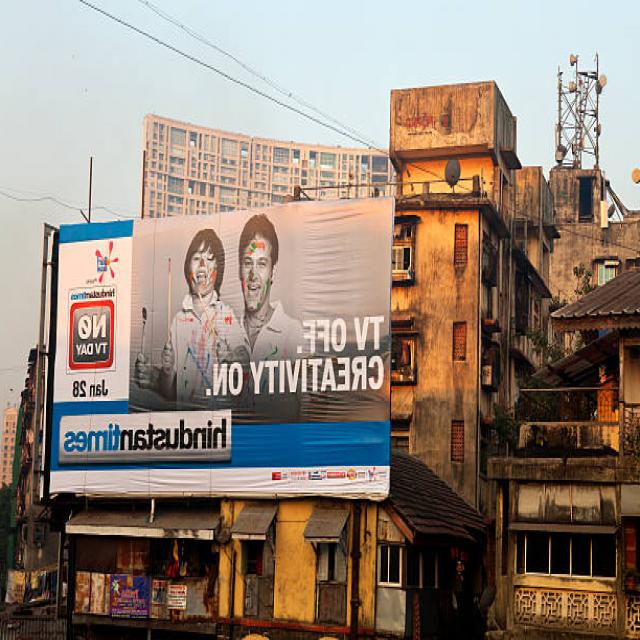 hindustantimes
NO
TV DAY
Jan 28
TV OFF.
CREATIVITY ON.
hindustantimes